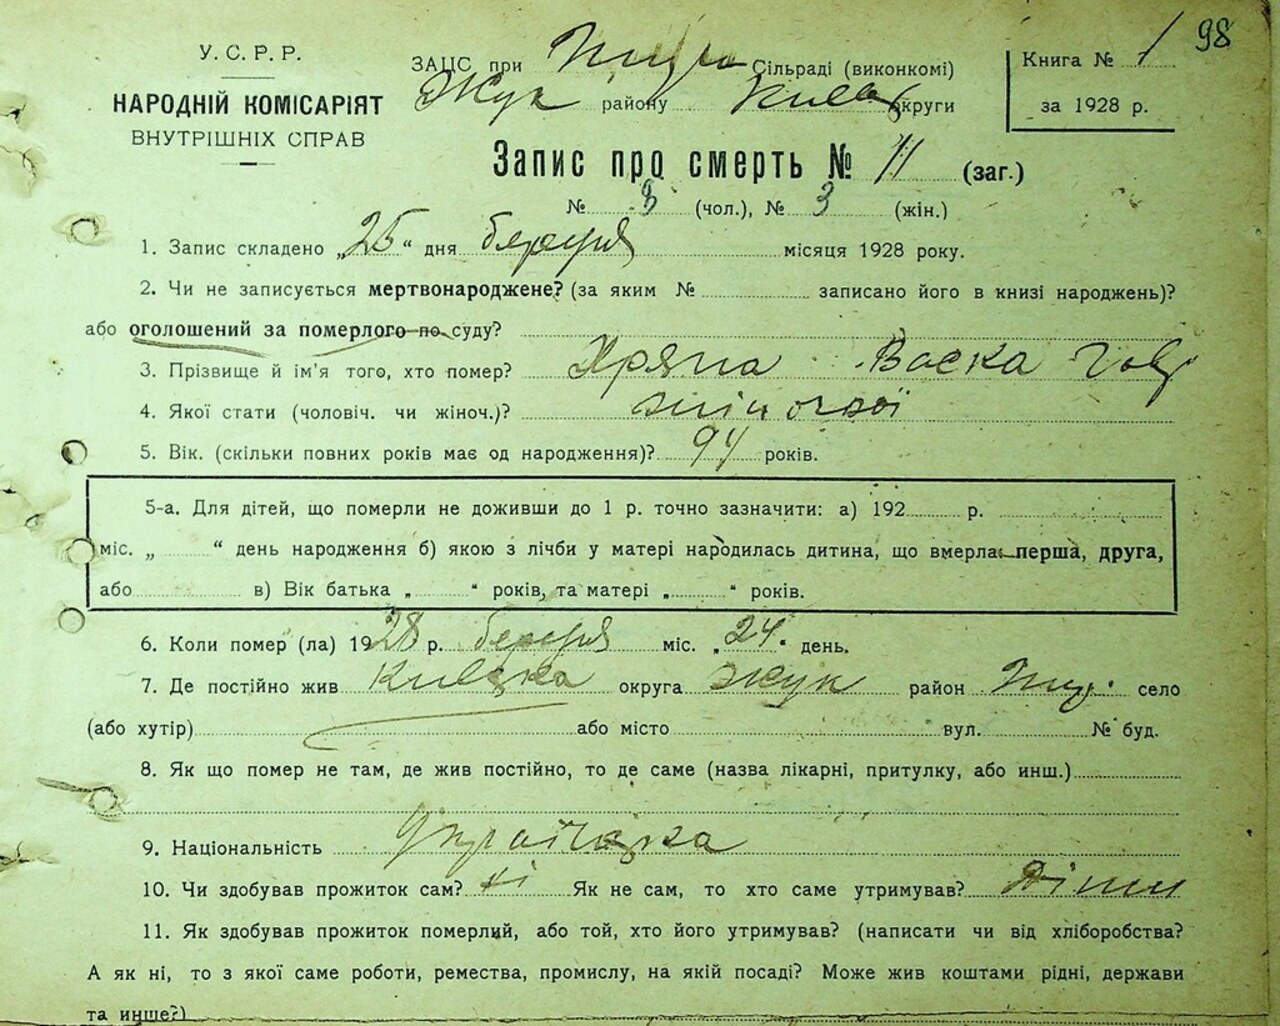 98
У.С.Р.Р.
НАРОДНІЙ КОМІСАРІЯТ
ВНУТРІШНІХ СПРАВ
ЗАЦС при Сільраді (виконкомі)
Жук району Київ округи
Книга № 1
за 1928 р.
Запис про смерть № 11 (заг.)
№ 8 (чол.), № 3 (жін.)
1. Запис складено „25“ дня березня місяця 1928 року.
2. Чи не записується мертвонароджене? (за яким № записано його в книзі народжень)?
або оголошений за померлого по суду?
3. Прізвище й ім'я того, хто помер? Хряпа
4. Якої стати (чоловіч. чи жіноч.)? жіночої
5. Вік. (скільки повних років має од народження)? 94 років.
5-а. Для дітей, що померли не доживши до 1 р. точно зазначити: а) 192 р.
міс. „ “ день народження б) якою з лічби у матері народилась дитина, що вмерла—перша, друга,
або в) Вік батька „ “ років, та матері „ “ років.
6. Коли помер (ла) 1928 р. березня міс. „24“ день.
7. Де постійно жив Київска округа Жук район село
(або хутір) або місто вул. № буд.
8. Як що помер не там, де жив постійно, то де саме (назва лікарні, притулку, або инш.)
9. Національність Українка
10. Чи здобував прожиток сам? ні Як не сам, то хто саме утримував? Діти
11. Як здобував прожиток померлий, або той, хто його утримував? (написати чи від хліборобства?
А як ні, то з якої саме роботи, ремества, промислу, на якій посаді? Може жив коштами рідні, держави
та инше?)